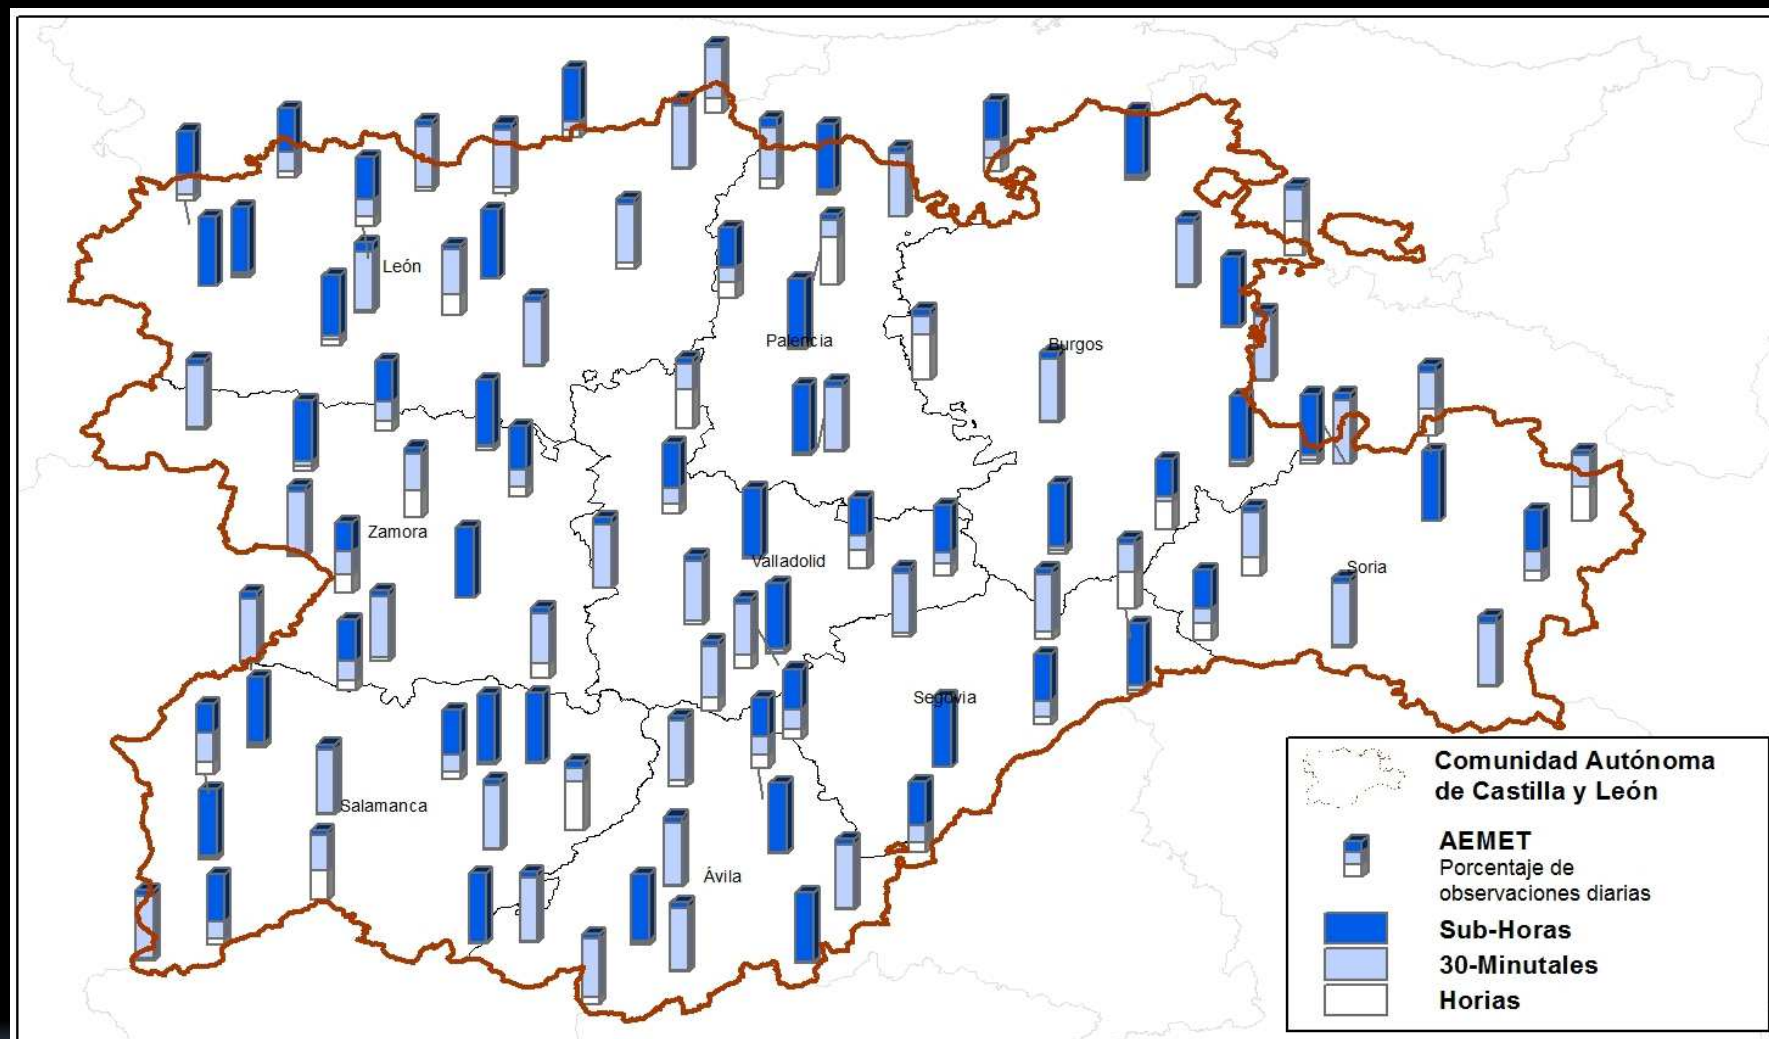 León
Palencia
Burgos
Zamora
Valladolid
Soria
Segovia
Salamanca
Ávila
Comunidad Autónoma
de Castilla y León
AEMET
Porcentaje de
observaciones diarias
Sub-Horas
30-Minutales
Horias